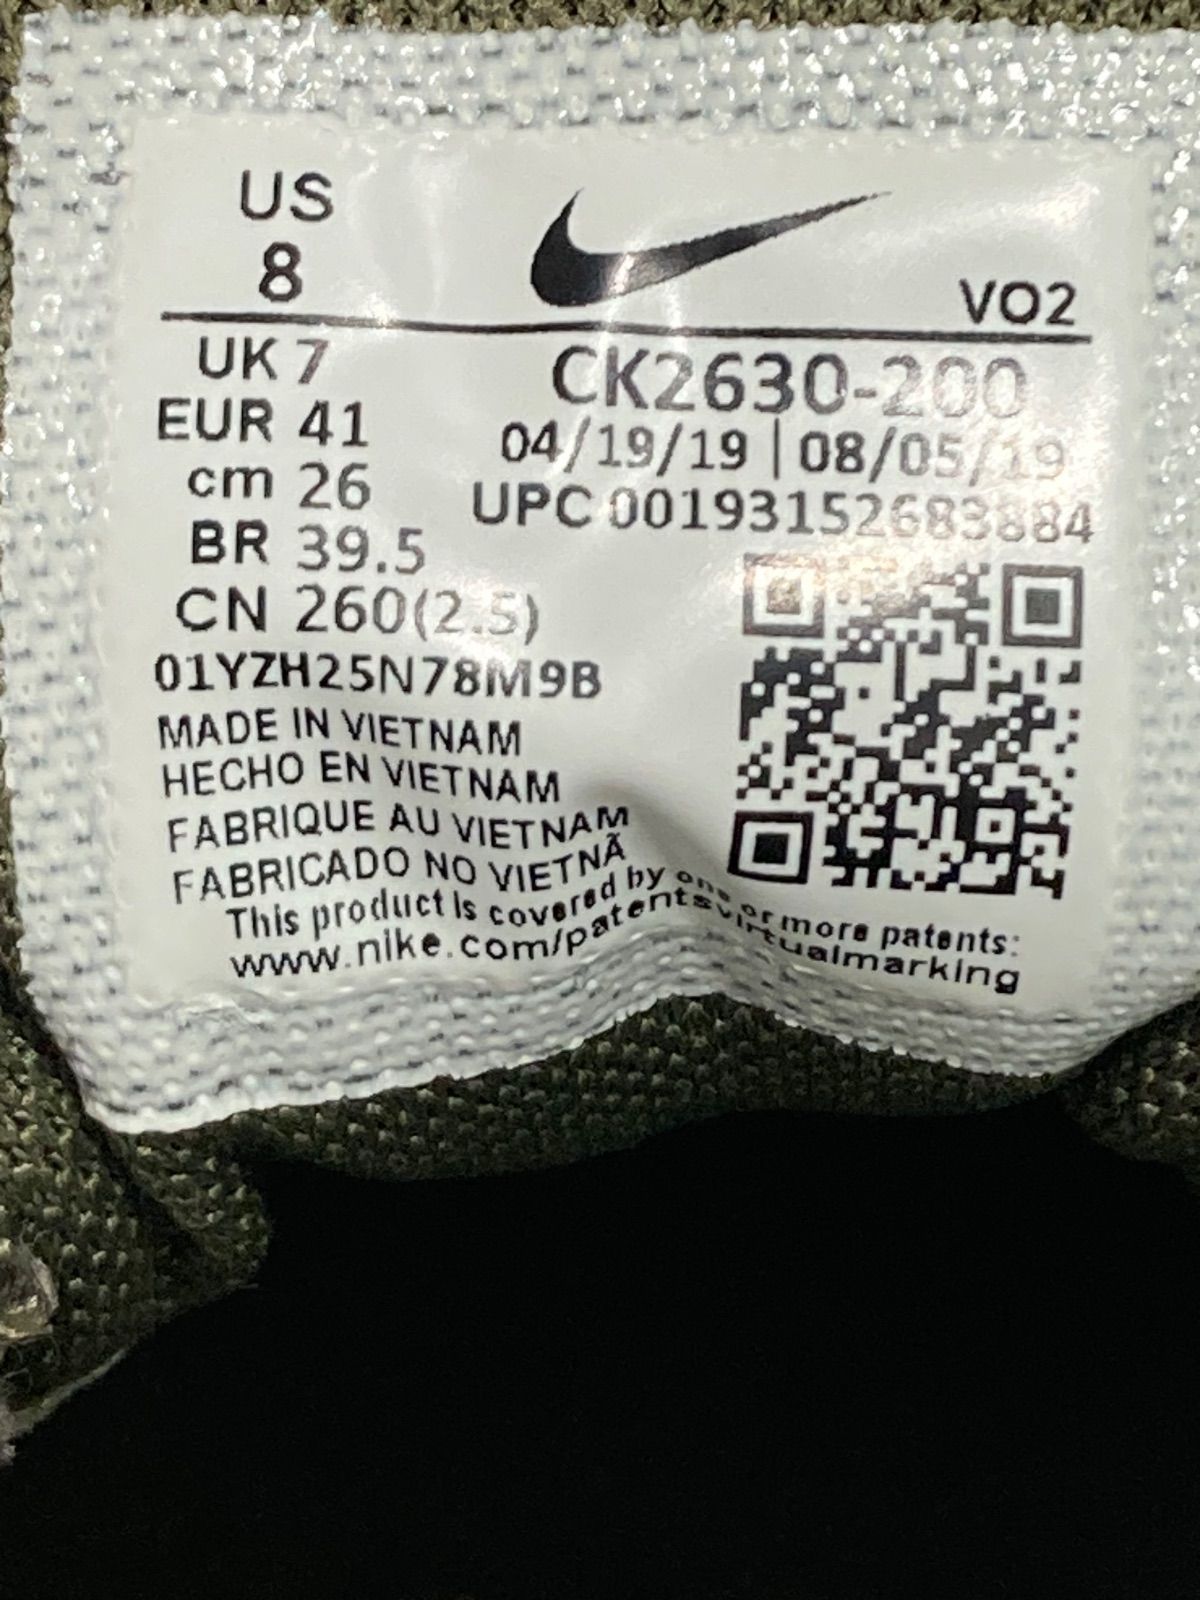 US
8
VO2
UK 7
EUR 41
cm 26
BR 39.5
CN 260(2.5)
CK2630-200
04/19/19 | 08/05/19
UPC 00193152683884
01YZH25N78M9B
MADE IN VIETNAM
HECHO EN VIETNAM
FABRIQUE AU VIETNAM
FABRICADO NO VIETNÃ
This product is covered by one or more patents:
www.nike.com/patentsvirtualmarking